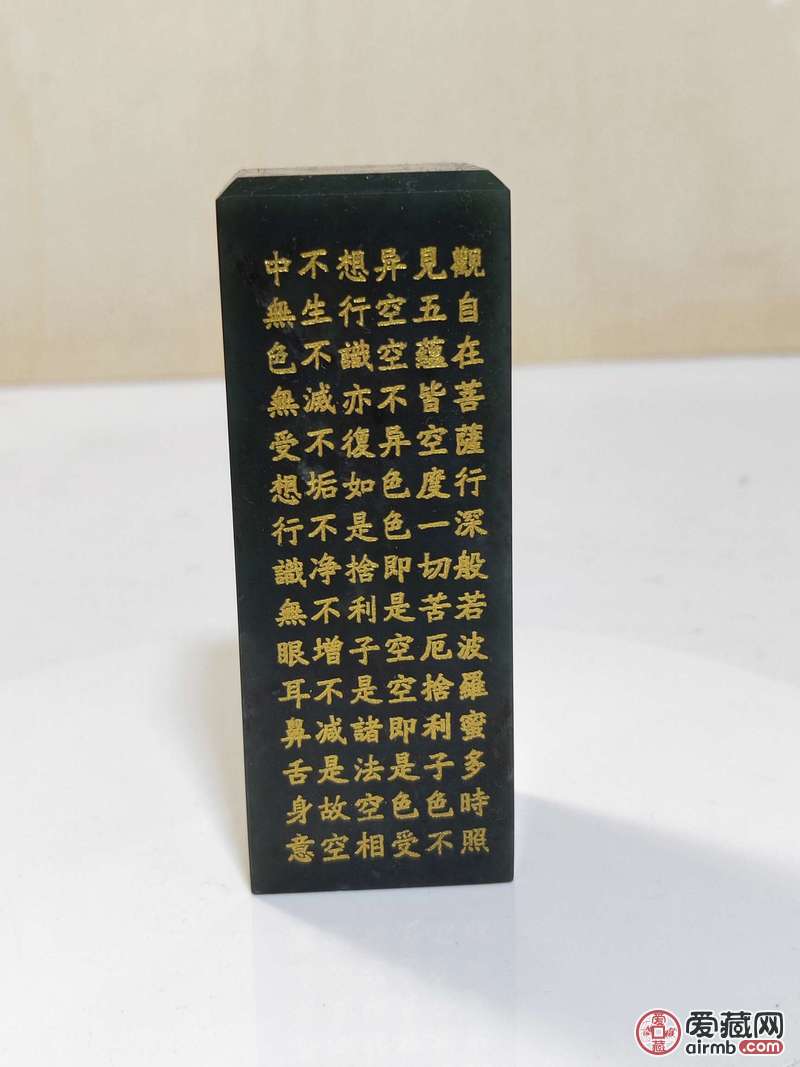 觀自在菩薩行深般若波羅蜜多時照
見五蘊皆空度一切苦厄捨利子色不
异空空不异色色即是空空即是色受
想行識亦復如是捨利子是諸法空相
不生不滅不垢不净不增不减是故空
中無色無受想行識無眼耳鼻舌身意
爱藏网
airmb.com